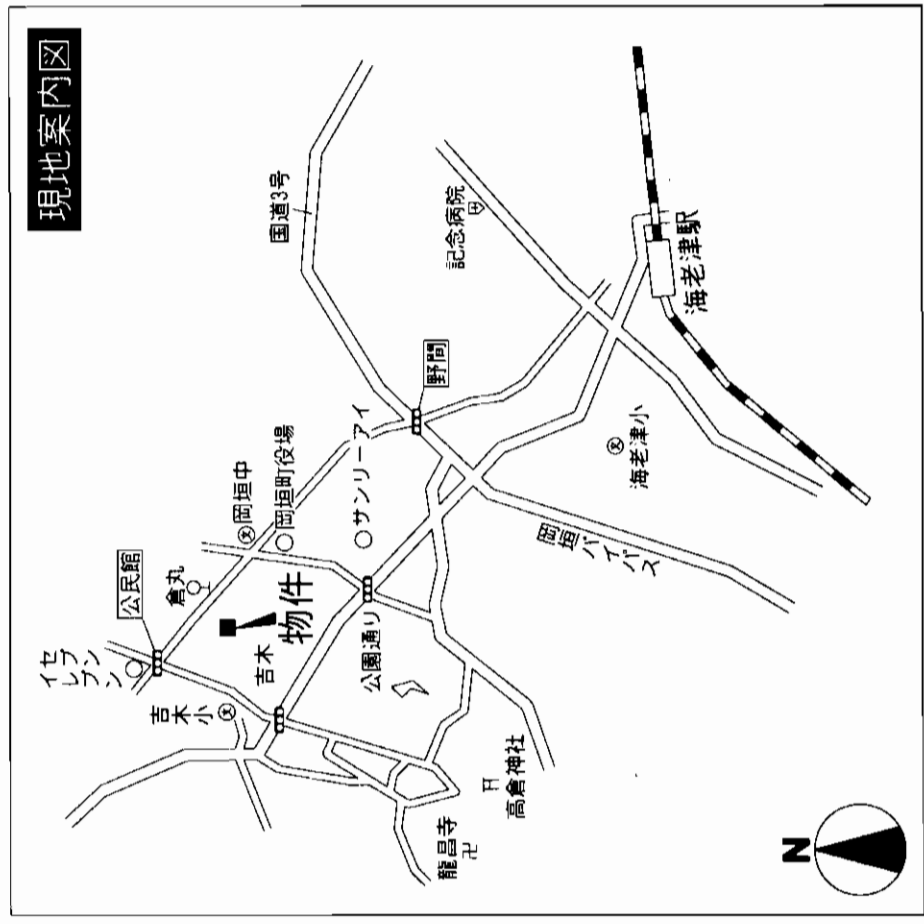 現地案内図
国道3号
記念病院
海老津駅
野間
サンリーアイ
岡垣町役場
岡垣中
海老津小
岡垣バイパス
公民館
倉丸
物件
セブン
イレブン
吉木
公園通り
吉木小
高倉神社
龍昌寺
N